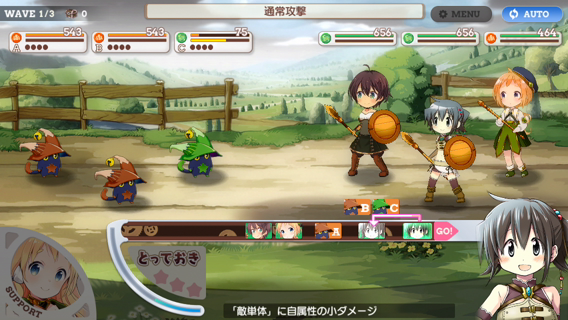 WAVE 1/3 0
通常攻撃
MENU
AUTO
543
543
75
656
656
464
A
B
C
B C
A
GO!
とっておき
SUPPORT
「敵単体」に自属性の小ダメージ